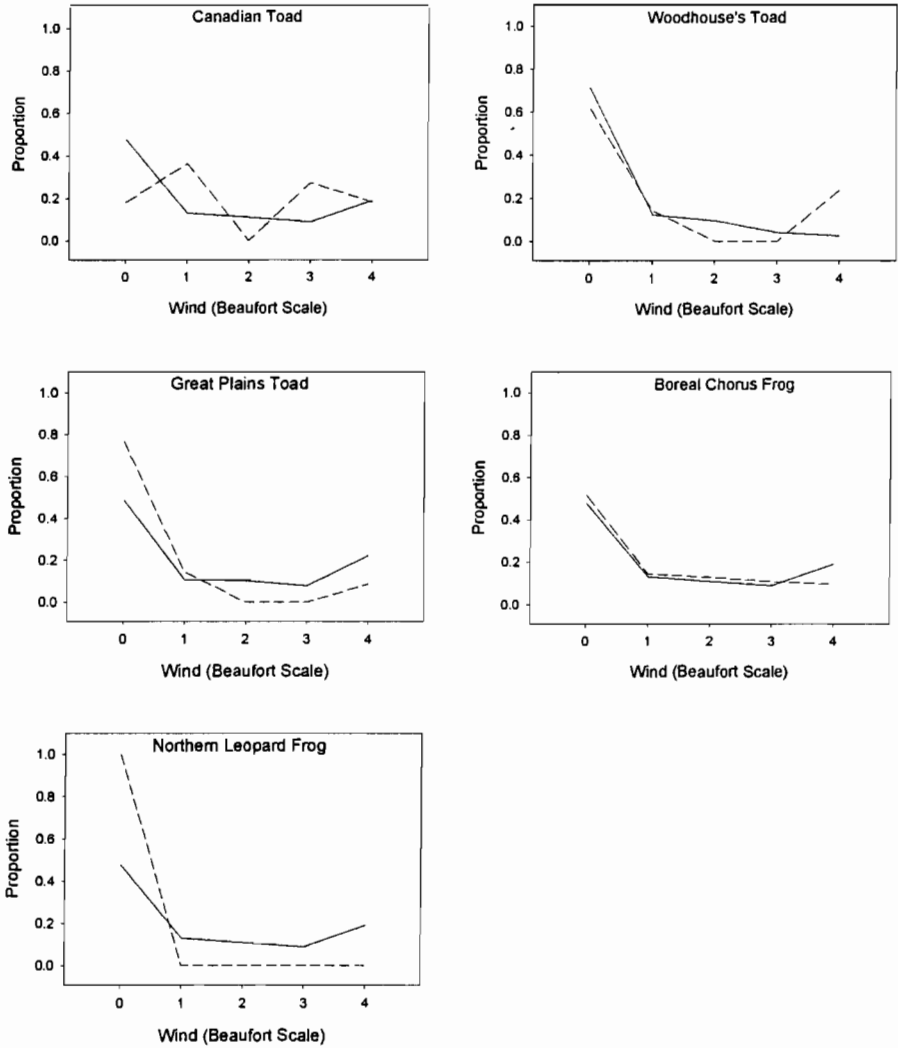 Canadian Toad
1.0
0.8
0.6
0.4
0.2
0.0
Proportion
0 1 2 3 4
Wind (Beaufort Scale)
Woodhouse's Toad
1.0
0.8
0.6
0.4
0.2
0.0
Proportion
0 1 2 3 4
Wind (Beaufort Scale)
Great Plains Toad
1.0
0.8
0.6
0.4
0.2
0.0
Proportion
0 1 2 3 4
Wind (Beaufort Scale)
Boreal Chorus Frog
1.0
0.8
0.6
0.4
0.2
0.0
Proportion
0 1 2 3 4
Wind (Beaufort Scale)
Northern Leopard Frog
1.0
0.8
0.6
0.4
0.2
0.0
Proportion
0 1 2 3 4
Wind (Beaufort Scale)